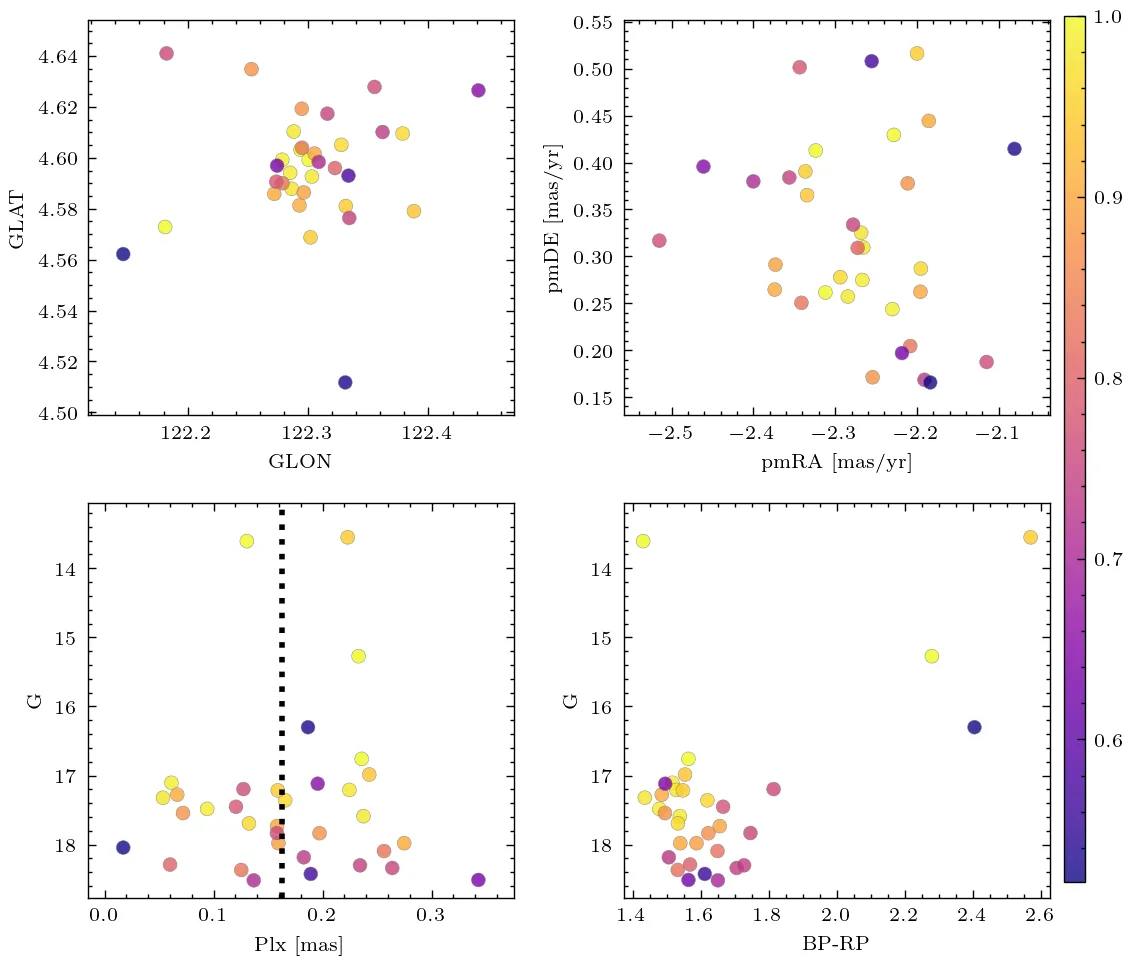 4.64
4.62
4.60
4.58
4.56
4.54
4.52
4.50
GLAT
122.2 122.3 122.4
GLON
0.55
0.50
0.45
0.40
0.35
0.30
0.25
0.20
0.15
pmDE [mas/yr]
−2.5 −2.4 −2.3 −2.2 −2.1
pmRA [mas/yr]
14
15
16
17
18
G
0.0 0.1 0.2 0.3
Plx [mas]
14
15
16
17
18
G
1.4 1.6 1.8 2.0 2.2 2.4 2.6
BP-RP
1.0
0.9
0.8
0.7
0.6